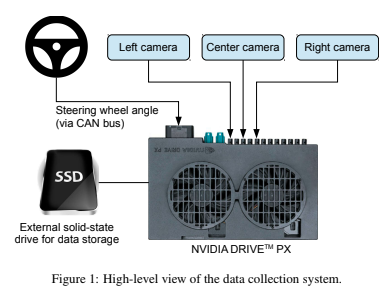 Left camera
Center camera
Right camera
Steering wheel angle
(via CAN bus)
SSD
External solid-state
drive for data storage
NVIDIA DRIVE™ PX
Figure 1: High-level view of the data collection system.